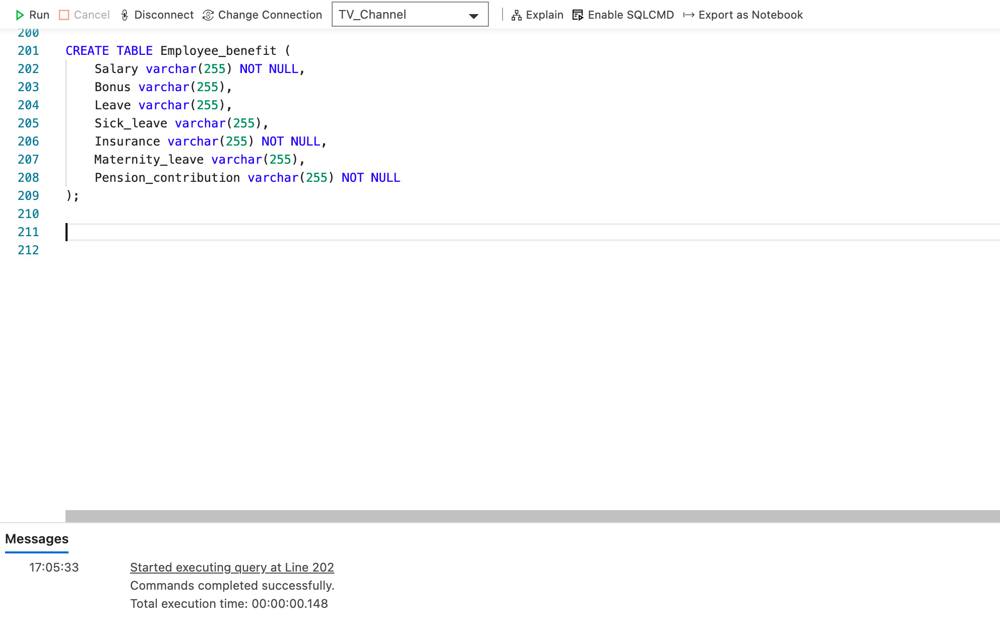 Run Cancel Disconnect Change Connection TV_Channel Explain Enable SQLCMD Export as Notebook
200
201 CREATE TABLE Employee_benefit (
202 Salary varchar(255) NOT NULL,
203 Bonus varchar(255),
204 Leave varchar(255),
205 Sick_leave varchar(255),
206 Insurance varchar(255) NOT NULL,
207 Maternity_leave varchar(255),
208 Pension_contribution varchar(255) NOT NULL
209 );
210
211
212
Messages
17:05:33 Started executing query at Line 202
Commands completed successfully.
Total execution time: 00:00:00.148